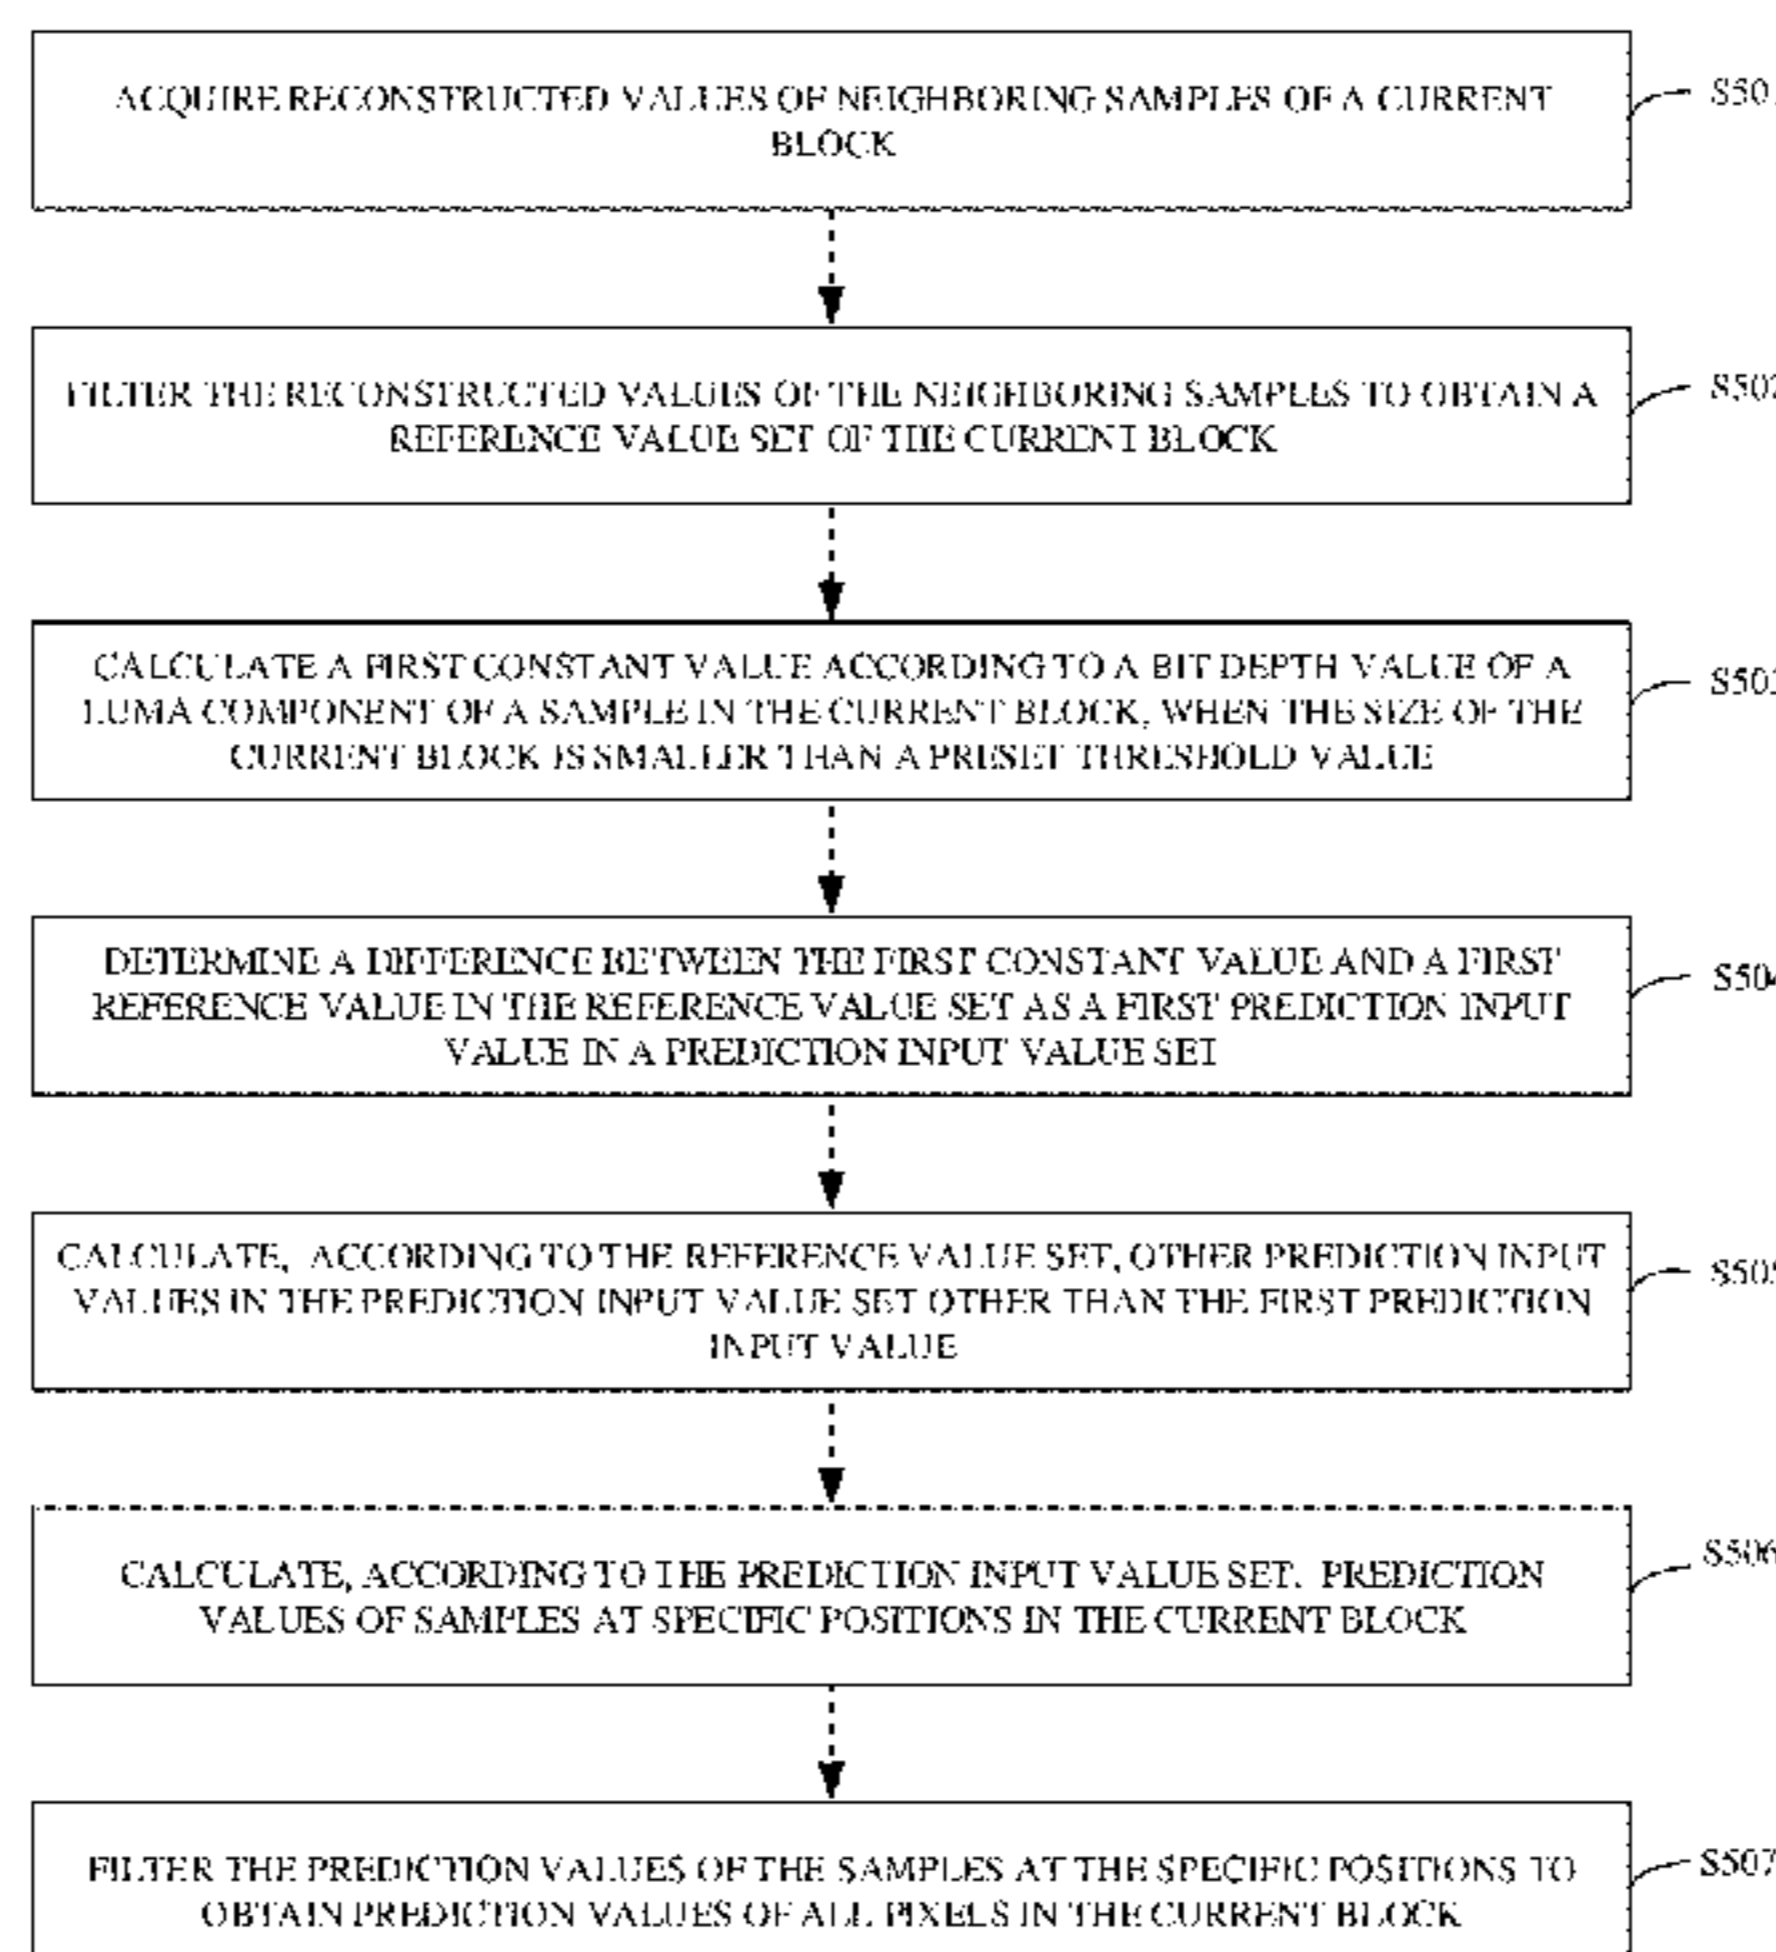 ACQUIRE RECONSTRUCTED VALUES OF NEIGHBORING SAMPLES OF A CURRENT
BLOCK
S501
FILTER THE RECONSTRUCTED VALUES OF THE NEIGHBORING SAMPLES TO OBTAIN A
REFERENCE VALUE SET OF THE CURRENT BLOCK
S502
CALCULATE A FIRST CONSTANT VALUE ACCORDING TO A BIT DEPTH VALUE OF A
LUMA COMPONENT OF A SAMPLE IN THE CURRENT BLOCK, WHEN THE SIZE OF THE
CURRENT BLOCK IS SMALLER THAN A PRESET THRESHOLD VALUE
S503
DETERMINE A DIFFERENCE BETWEEN THE FIRST CONSTANT VALUE AND A FIRST
REFERENCE VALUE IN THE REFERENCE VALUE SET AS A FIRST PREDICTION INPUT
VALUE IN A PREDICTION INPUT VALUE SET
S504
CALCULATE, ACCORDING TO THE REFERENCE VALUE SET, OTHER PREDICTION INPUT
VALUES IN THE PREDICTION INPUT VALUE SET OTHER THAN THE FIRST PREDICTION
INPUT VALUE
S505
CALCULATE, ACCORDING TO THE PREDICTION INPUT VALUE SET. PREDICTION
VALUES OF SAMPLES AT SPECIFIC POSITIONS IN THE CURRENT BLOCK
S506
FILTER THE PREDICTION VALUES OF THE SAMPLES AT THE SPECIFIC POSITIONS TO
OBTAIN PREDICTION VALUES OF ALL PIXELS IN THE CURRENT BLOCK
S507